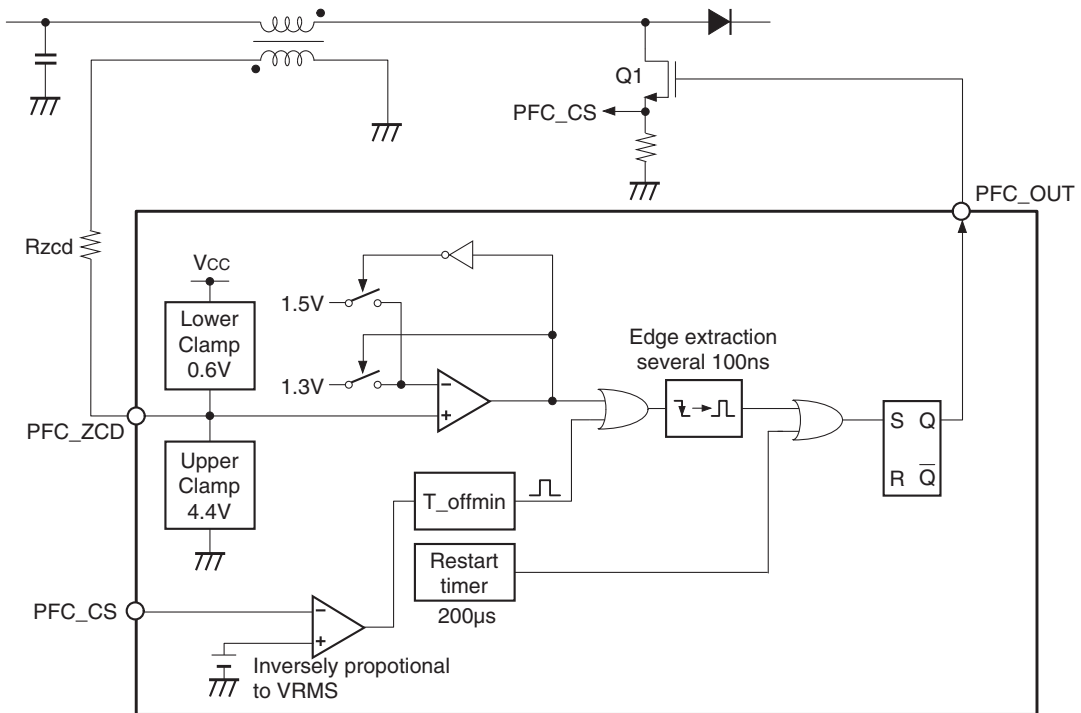 Q1
PFC_CS
PFC_OUT
Rzcd
VCC
Lower
Clamp
0.6V
1.5V
1.3V
Edge extraction
several 100ns
−
+
PFC_ZCD
Upper
Clamp
4.4V
S Q
R Q
T_offmin
Restart
timer
200µs
PFC_CS
−
+
Inversely propotional
to VRMS